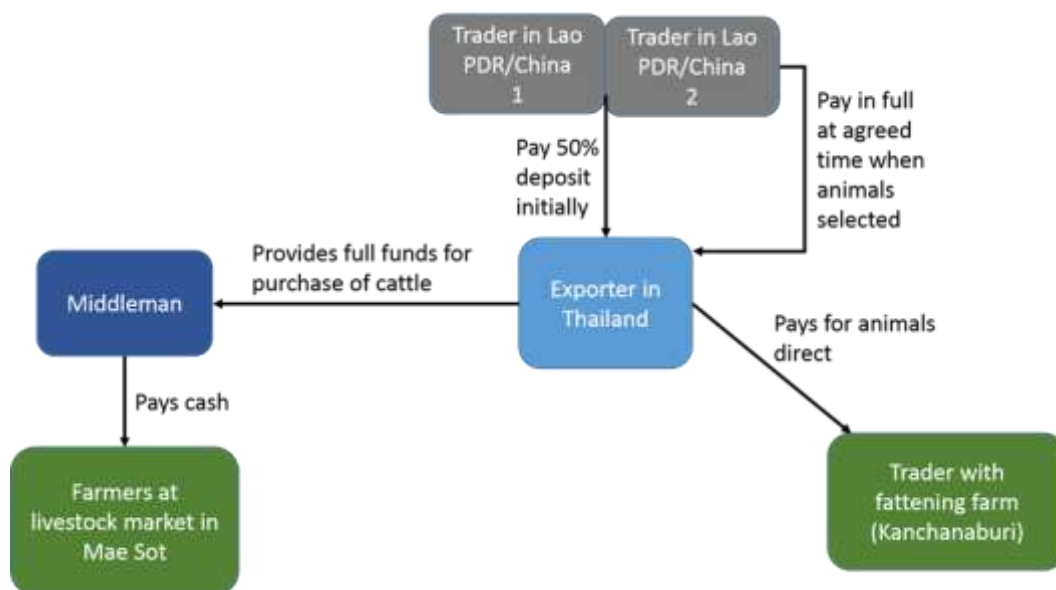 Trader in Lao
PDR/China
1
Trader in Lao
PDR/China
2
Pay in full
at agreed
time when
animals
selected
Pay 50%
deposit
initially
Provides full funds for
purchase of cattle
Middleman
Exporter in
Thailand
Pays for animals
direct
Pays cash
Farmers at
livestock market in
Mae Sot
Trader with
fattening farm
(Kanchanaburi)